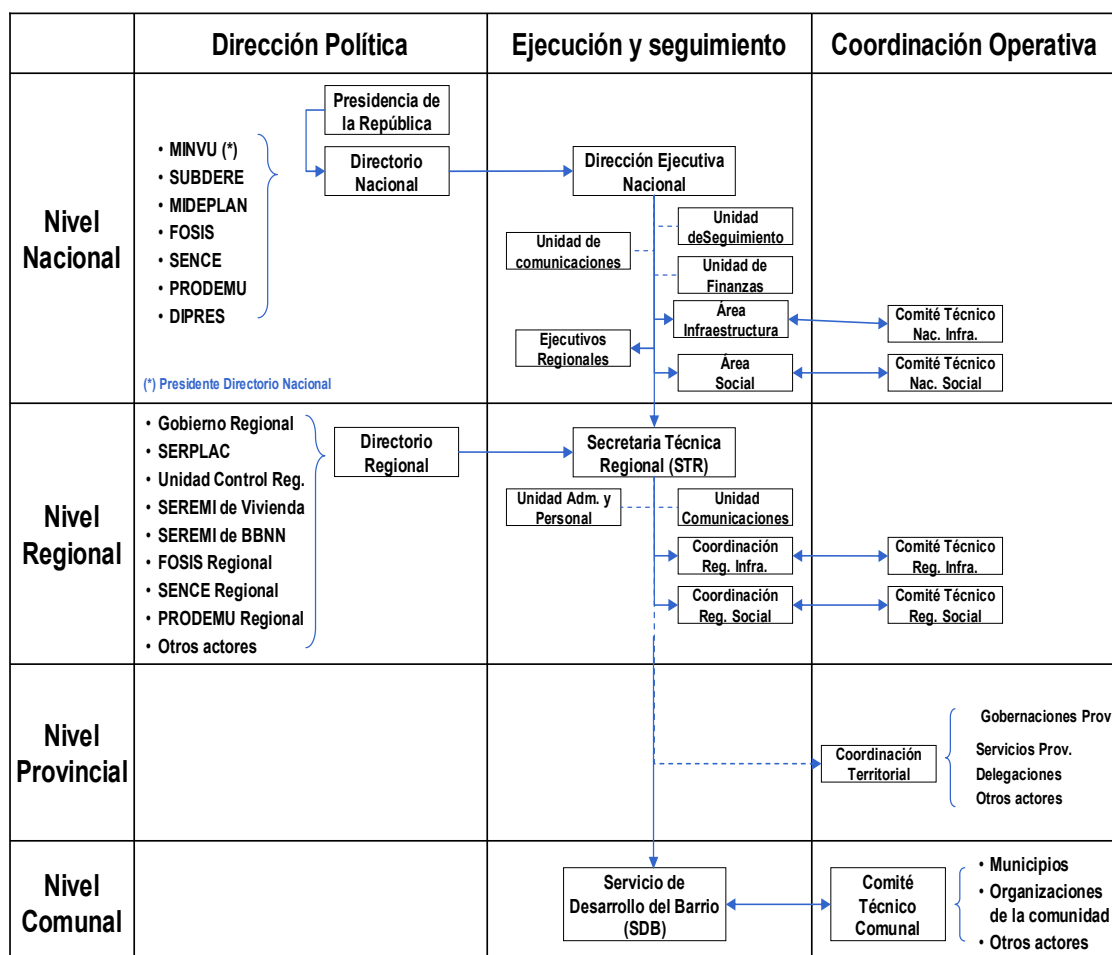 Dirección Política
Ejecución y seguimiento
Coordinación Operativa
Nivel
Nacional
• MINVU (*)
• SUBDERE
• MIDEPLAN
• FOSIS
• SENCE
• PRODEMU
• DIPRES
(*) Presidente Directorio Nacional
Presidencia de
la República
Directorio
Nacional
Dirección Ejecutiva
Nacional
Unidad
deSeguimiento
Unidad de
comunicaciones
Unidad de
Finanzas
Área
Infraestructura
Ejecutivos
Regionales
Área
Social
Comité Técnico
Nac. Infra.
Comité Técnico
Nac. Social
Nivel
Regional
• Gobierno Regional
• SERPLAC
• Unidad Control Reg.
• SEREMI de Vivienda
• SEREMI de BBNN
• FOSIS Regional
• SENCE Regional
• PRODEMU Regional
• Otros actores
Directorio
Regional
Secretaria Técnica
Regional (STR)
Unidad Adm. y
Personal
Unidad
Comunicaciones
Coordinación
Reg. Infra.
Coordinación
Reg. Social
Comité Técnico
Reg. Infra.
Comité Técnico
Reg. Social
Nivel
Provincial
Coordinación
Territorial
Gobernaciones Prov
Servicios Prov.
Delegaciones
Otros actores
Nivel
Comunal
Servicio de
Desarrollo del Barrio
(SDB)
Comité
Técnico
Comunal
• Municipios
• Organizaciones
de la comunidad
• Otros actores